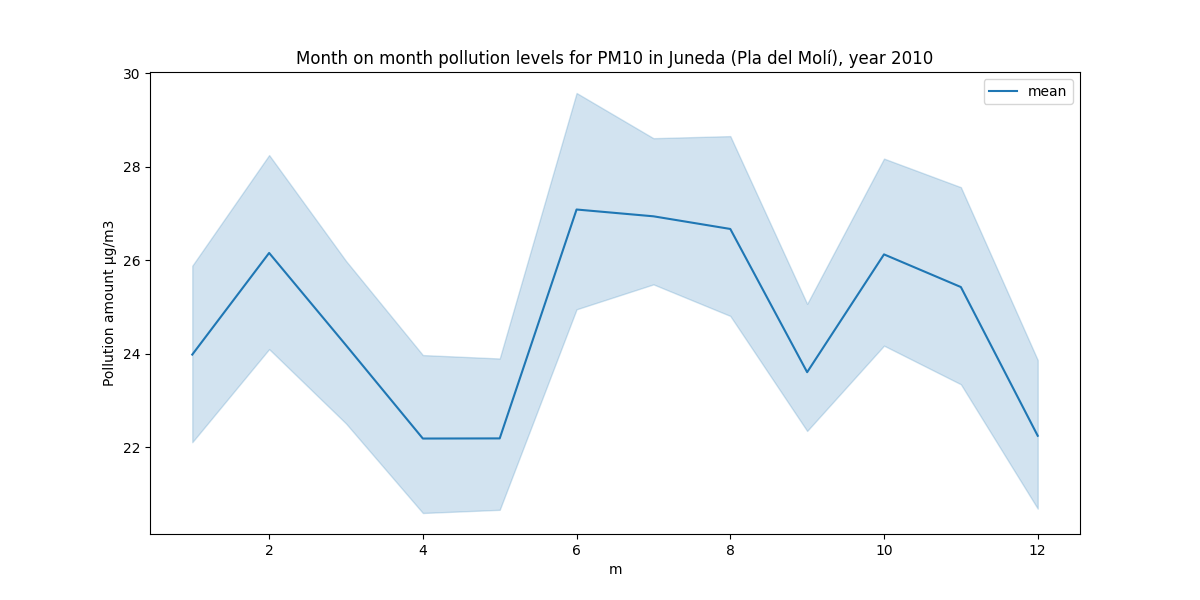 Month on month pollution levels for PM10 in Juneda (Pla del Molí), year 2010
mean
Pollution amount µg/m3
30
28
26
24
22
2 4 6 8 10 12
m